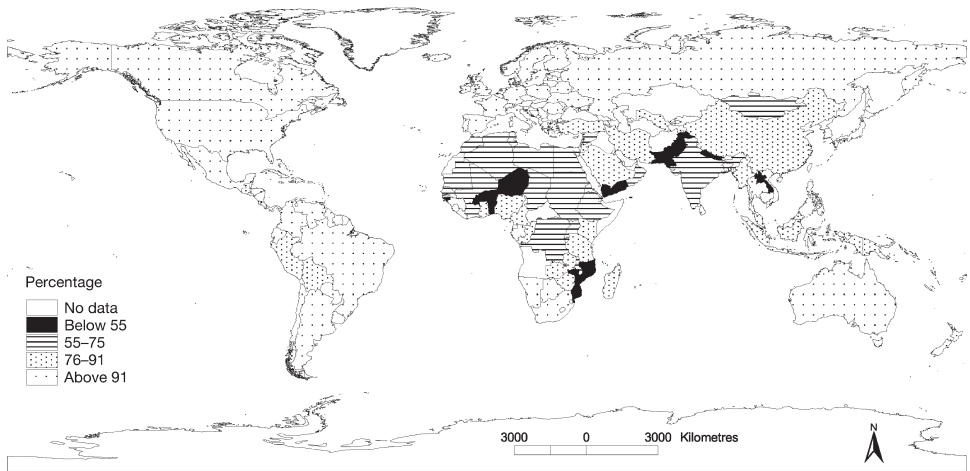 Percentage
No data
Below 55
55–75
76–91
Above 91
3000 0 3000 Kilometres
N